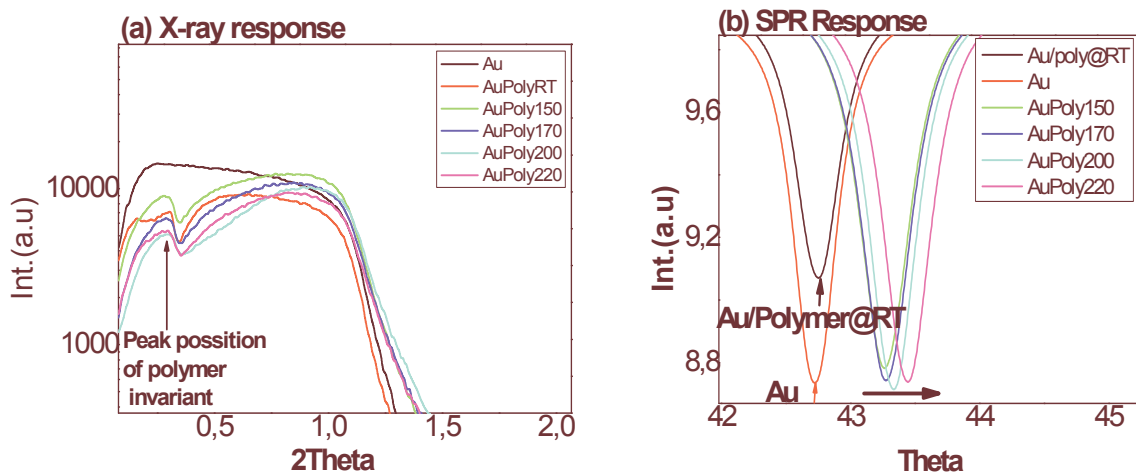 (a) X-ray response
Au
AuPolyRT
AuPoly150
AuPoly170
AuPoly200
AuPoly220
10000
1000
Int.(a.u)
Peak possition
of polymer
invariant
0,5
1,0
1,5
2,0
2Theta
(b) SPR Response
Au/poly@RT
Au
AuPoly150
AuPoly170
AuPoly200
AuPoly220
9,6
9,2
8,8
Int.(a.u)
Au/Polymer@RT
Au
42
43
44
45
Theta